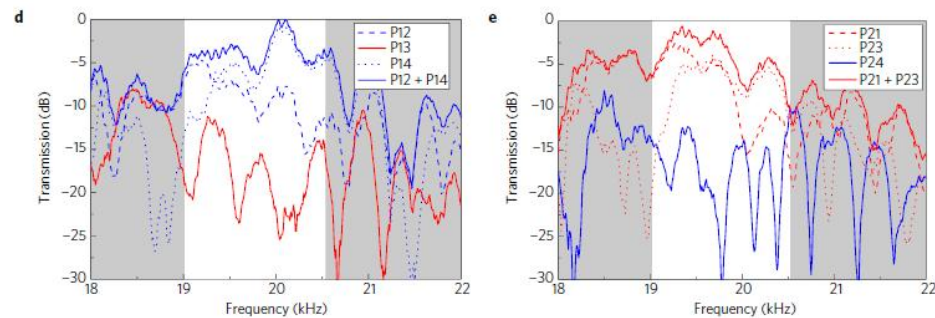 d
0
−5
−10
−15
−20
−25
−30
Transmission (dB)
18
19
20
21
22
Frequency (kHz)
P12
P13
P14
P12 + P14
e
0
−5
−10
−15
−20
−25
−30
Transmission (dB)
18
19
20
21
22
Frequency (kHz)
P21
P23
P24
P21 + P23